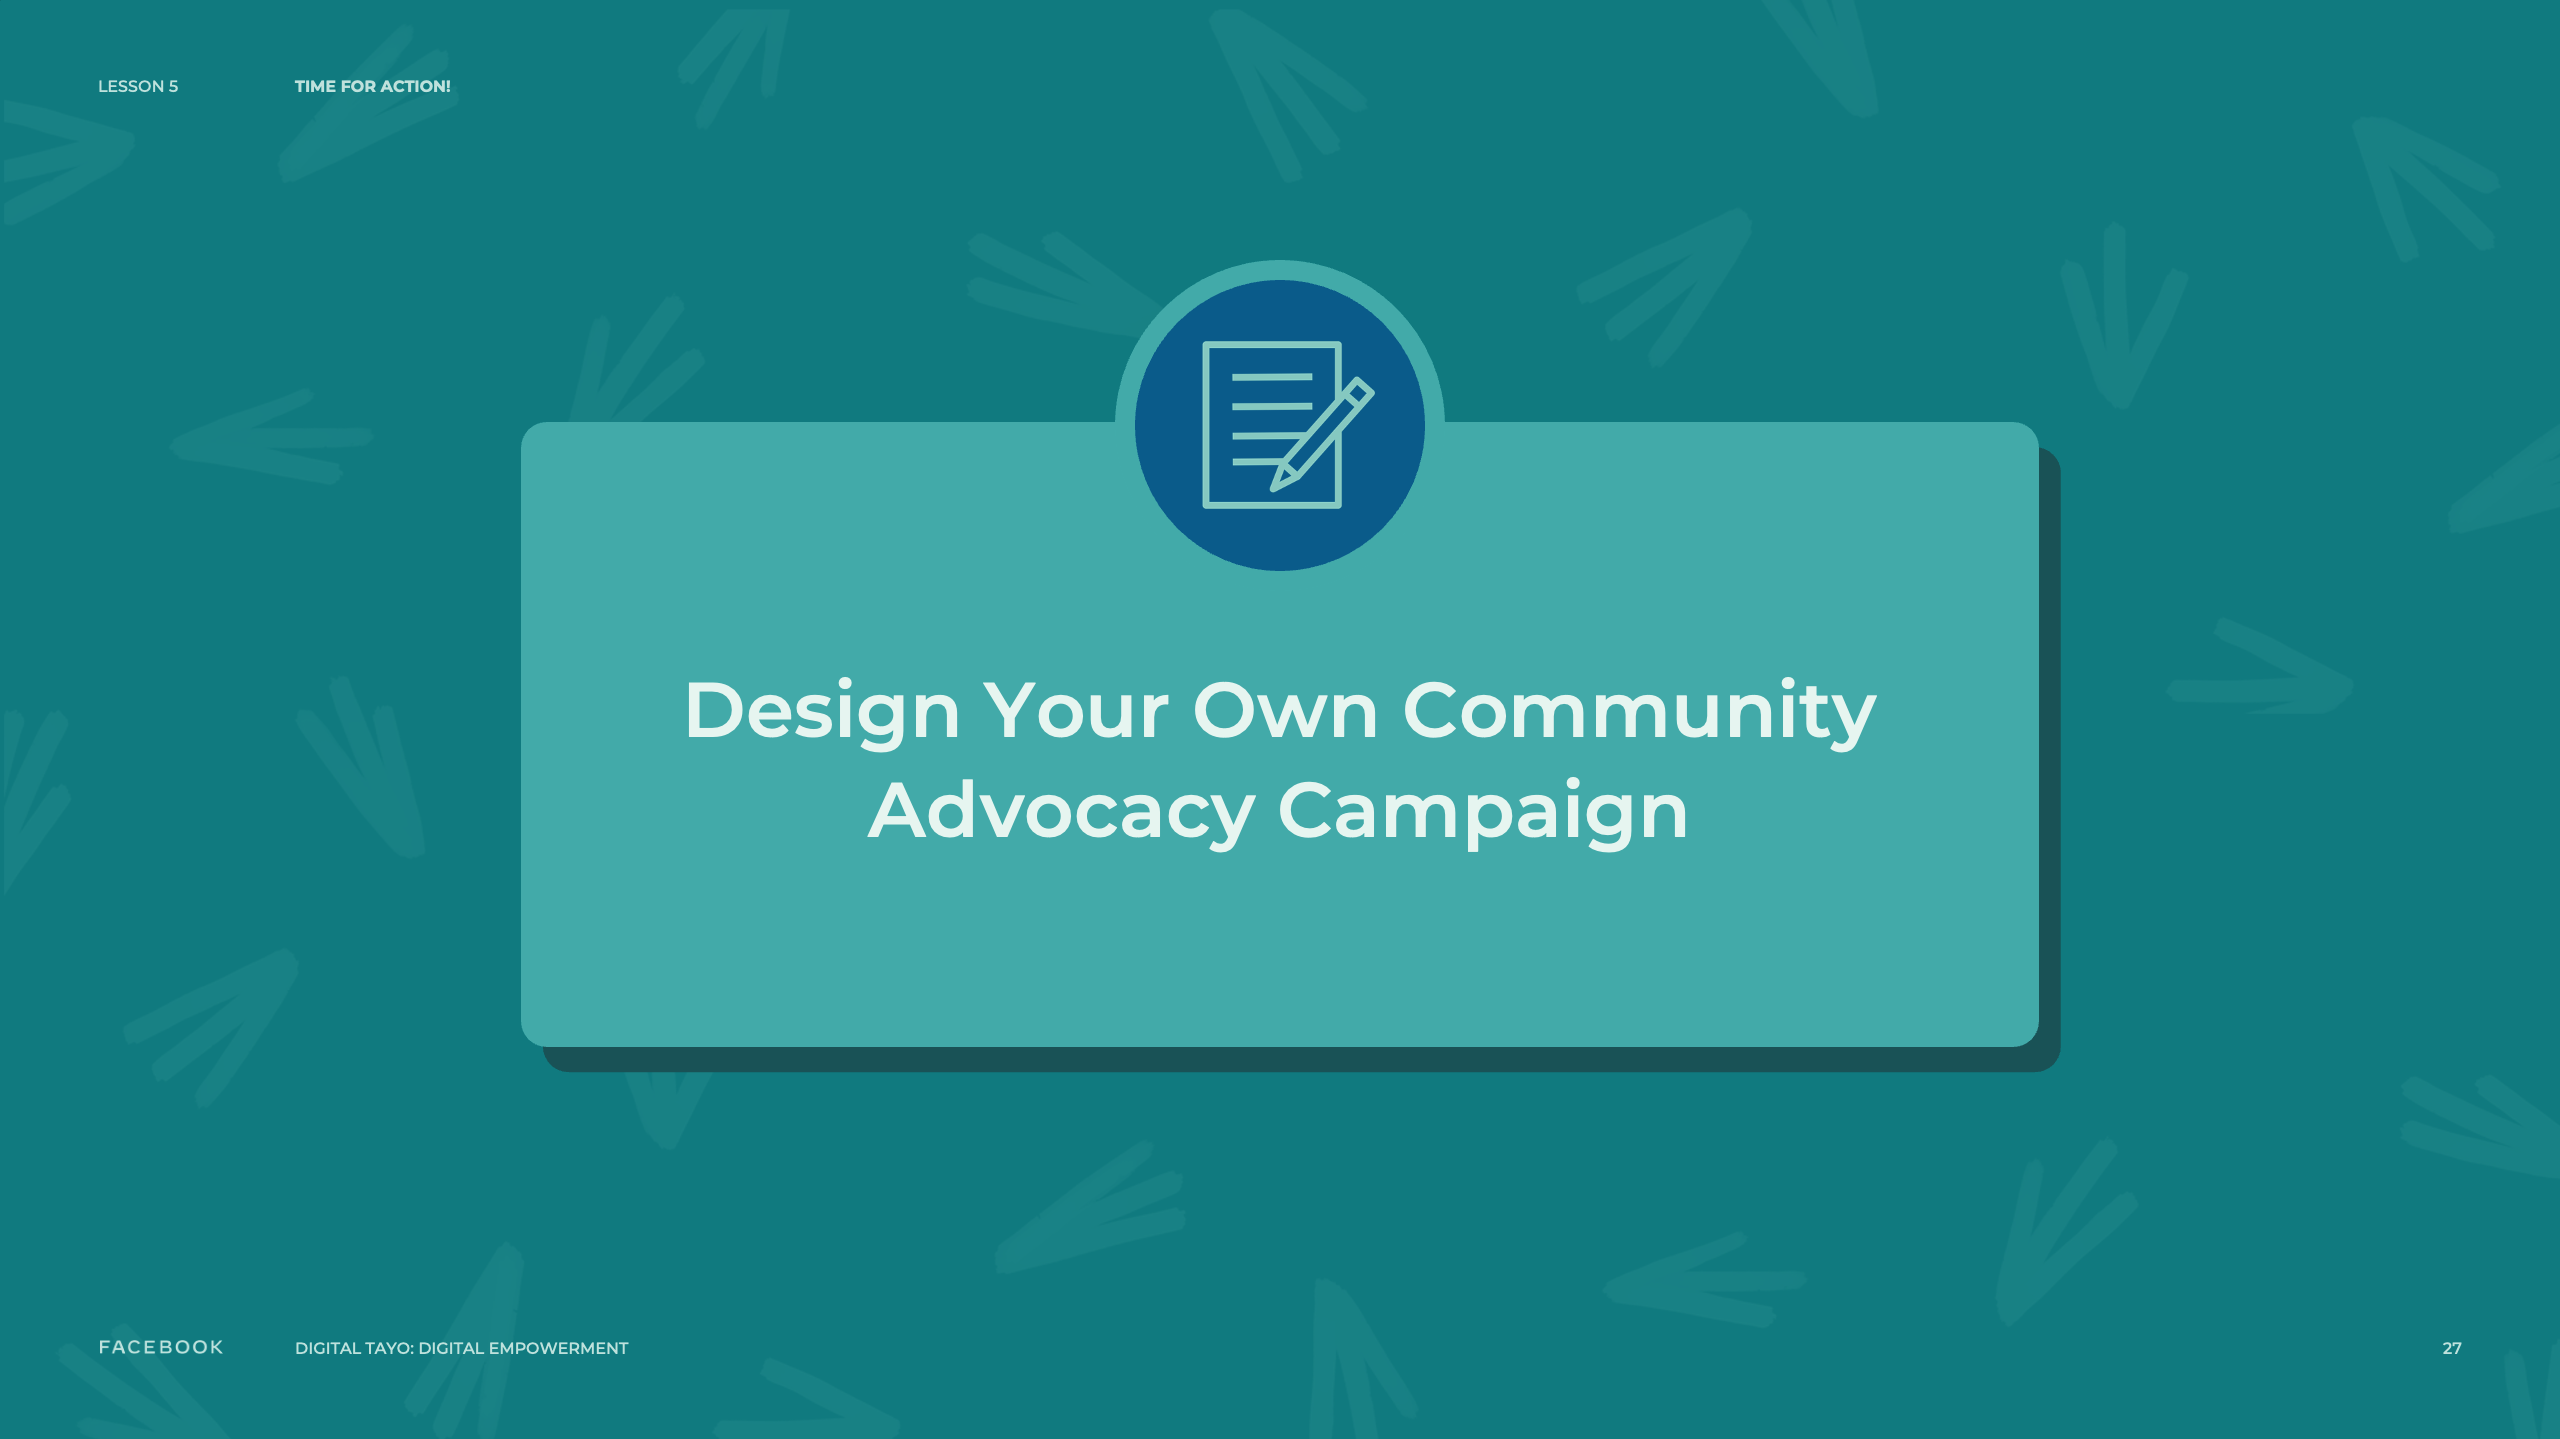 LESSON 5
TIME FOR ACTION!
Design Your Own Community
Advocacy Campaign
FACEBOOK
DIGITAL TAYO: DIGITAL EMPOWERMENT
27